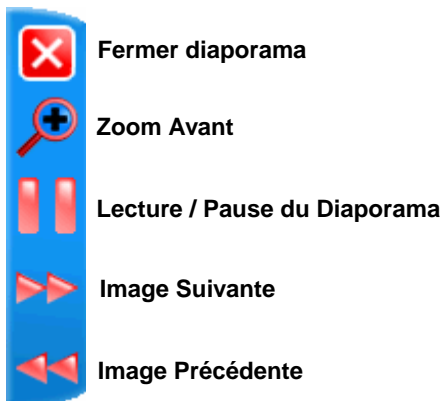 Fermer diaporama
Zoom Avant
Lecture / Pause du Diaporama
Image Suivante
Image Précédente